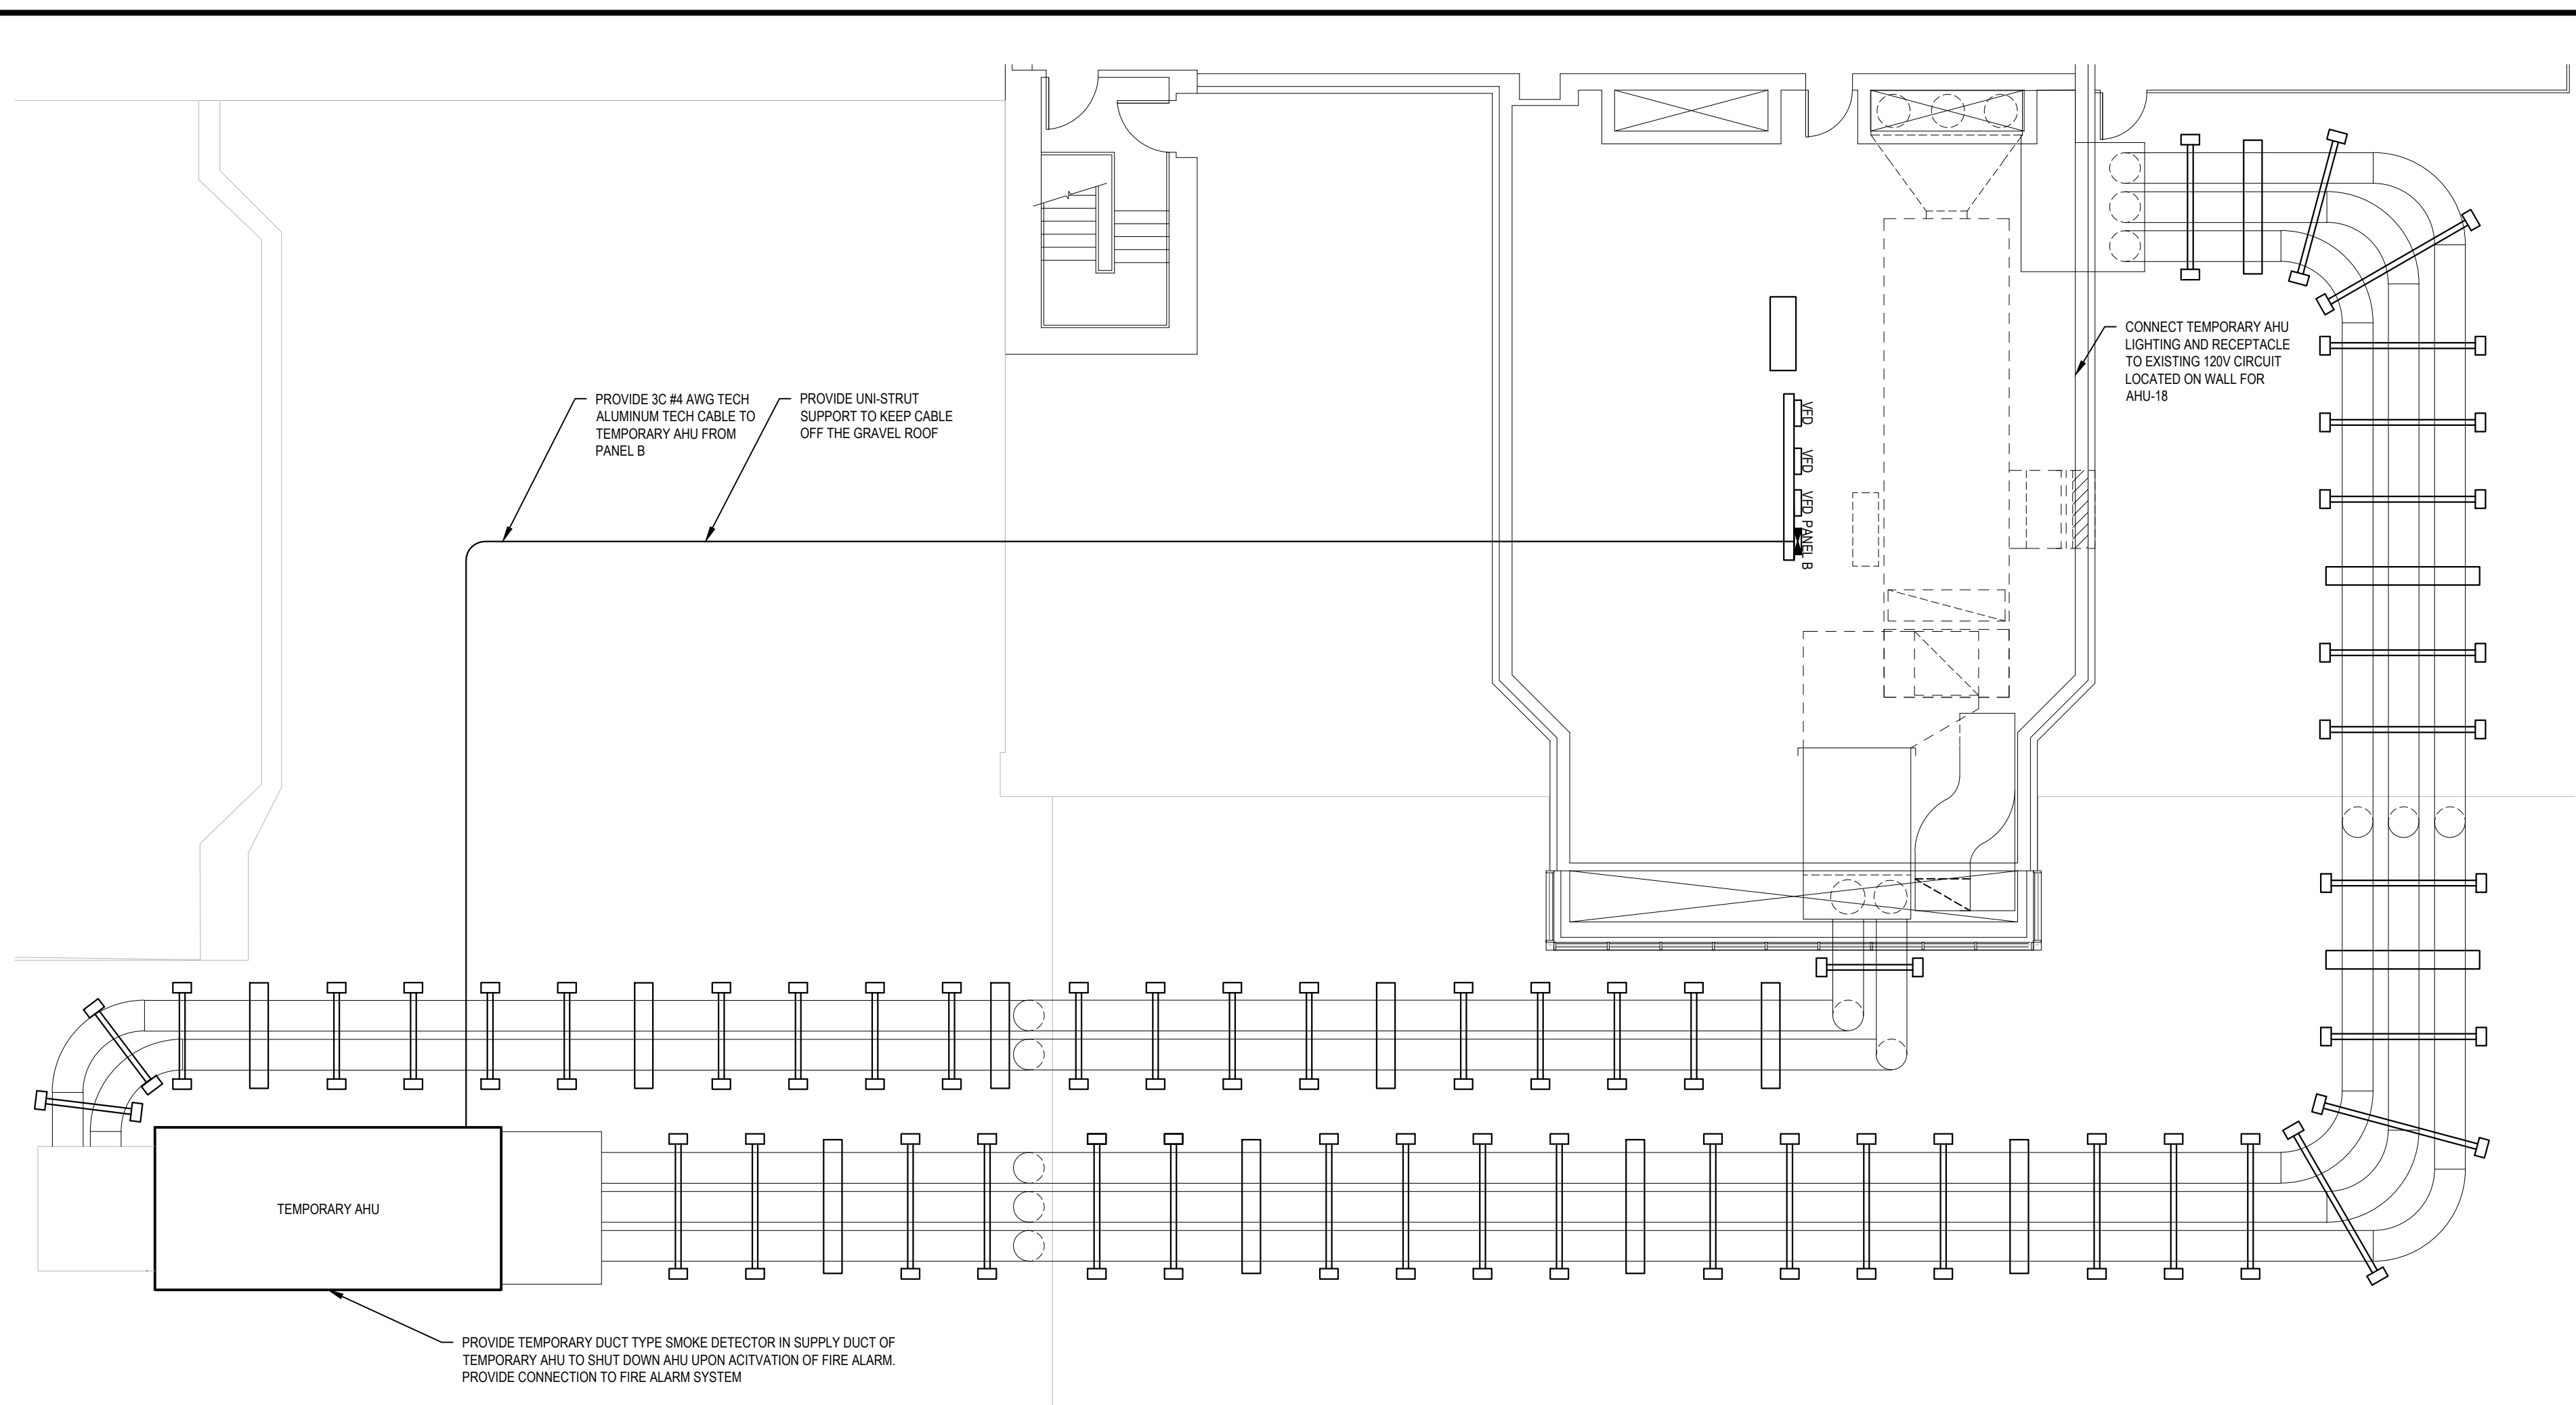 CONNECT TEMPORARY AHU
LIGHTING AND RECEPTACLE
TO EXISTING 120V CIRCUIT
LOCATED ON WALL FOR
AHU-18
PROVIDE 3C #4 AWG TECH
ALUMINUM TECH CABLE TO
TEMPORARY AHU FROM
PANEL B
PROVIDE UNI-STRUT
SUPPORT TO KEEP CABLE
OFF THE GRAVEL ROOF
VFD
VFD
VFD
PANEL B
TEMPORARY AHU
PROVIDE TEMPORARY DUCT TYPE SMOKE DETECTOR IN SUPPLY DUCT OF
TEMPORARY AHU TO SHUT DOWN AHU UPON ACITVATION OF FIRE ALARM.
PROVIDE CONNECTION TO FIRE ALARM SYSTEM